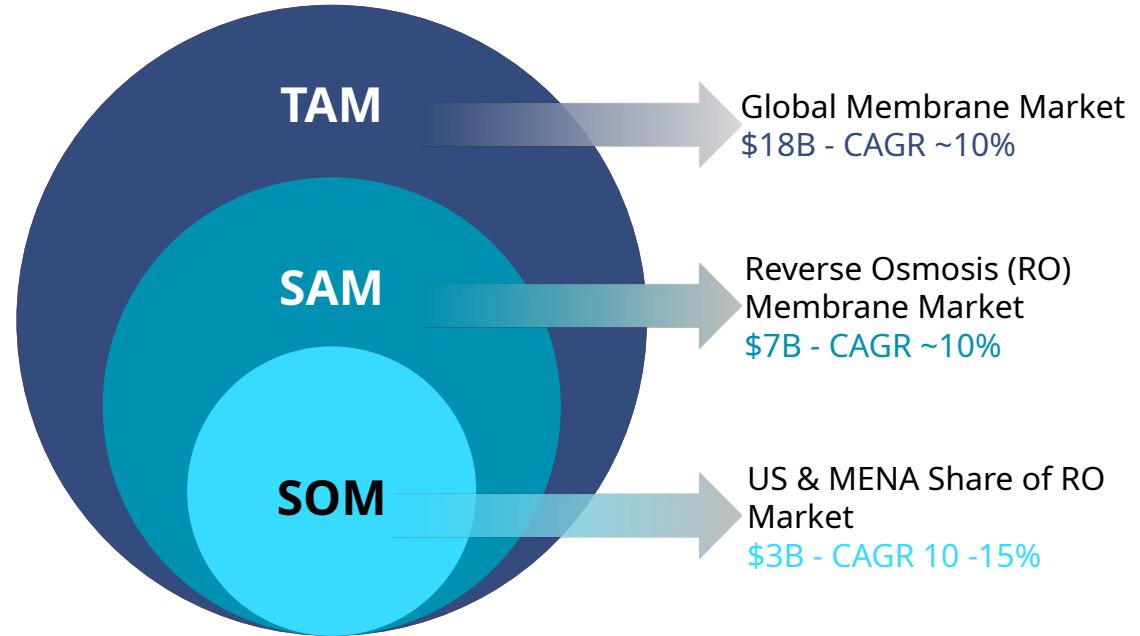 TAM
Global Membrane Market
$18B - CAGR ~10%
SAM
Reverse Osmosis (RO)
Membrane Market
$7B - CAGR ~10%
SOM
US & MENA Share of RO
Market
$3B - CAGR 10 -15%